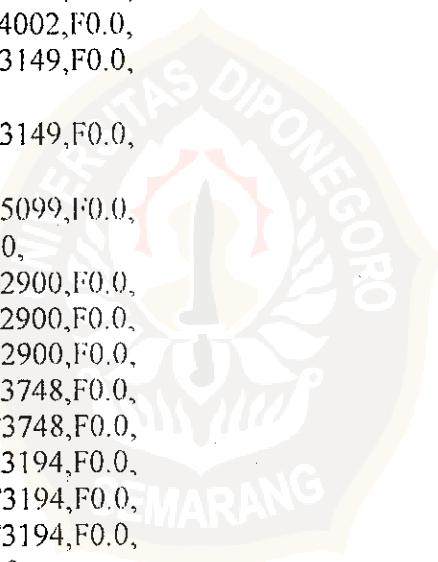 4002,F0.0,
3149,F0.0,
3149,F0.0,
5099,F0.0,
0,
2900,F0.0,
2900,F0.0,
2900,F0.0,
3748,F0.0,
3748,F0.0,
3194,F0.0,
3194,F0.0,
3194,F0.0,
UNIVERSITAS DIPONEGORO
SEMARANG